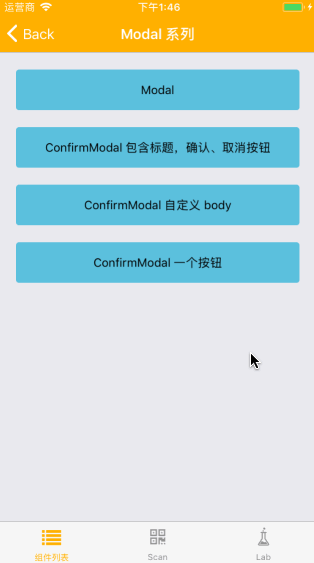 运营商 下午1:46
Back Modal 系列
Modal
ConfirmModal 包含标题，确认、取消按钮
ConfirmModal 自定义 body
ConfirmModal 一个按钮
组件列表 Scan Lab